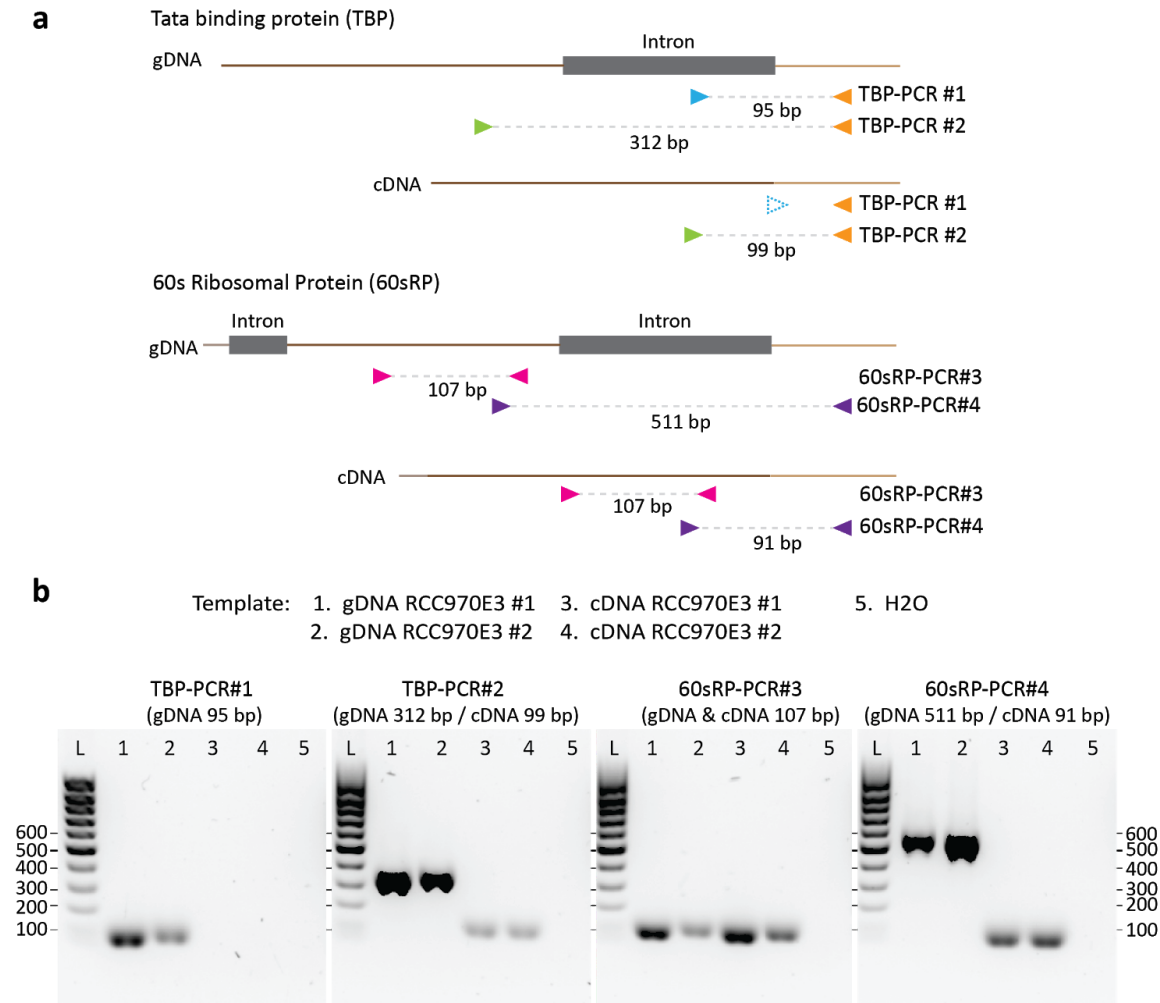 a
Tata binding protein (TBP)
Intron
gDNA
TBP-PCR #1
95 bp
TBP-PCR #2
312 bp
cDNA
TBP-PCR #1
TBP-PCR #2
99 bp
60s Ribosomal Protein (60sRP)
Intron Intron
gDNA
60sRP-PCR#3
107 bp
60sRP-PCR#4
511 bp
cDNA
60sRP-PCR#3
107 bp
60sRP-PCR#4
91 bp
b
Template: 1. gDNA RCC970E3 #1 3. cDNA RCC970E3 #1 5. H2O
2. gDNA RCC970E3 #2 4. cDNA RCC970E3 #2
TBP-PCR#1 TBP-PCR#2 60sRP-PCR#3 60sRP-PCR#4
(gDNA 95 bp) (gDNA 312 bp / cDNA 99 bp) (gDNA & cDNA 107 bp) (gDNA 511 bp / cDNA 91 bp)
L 1 2 3 4 5 L 1 2 3 4 5 L 1 2 3 4 5 L 1 2 3 4 5
600 600
500 500
400 400
300 300
200 200
100 100